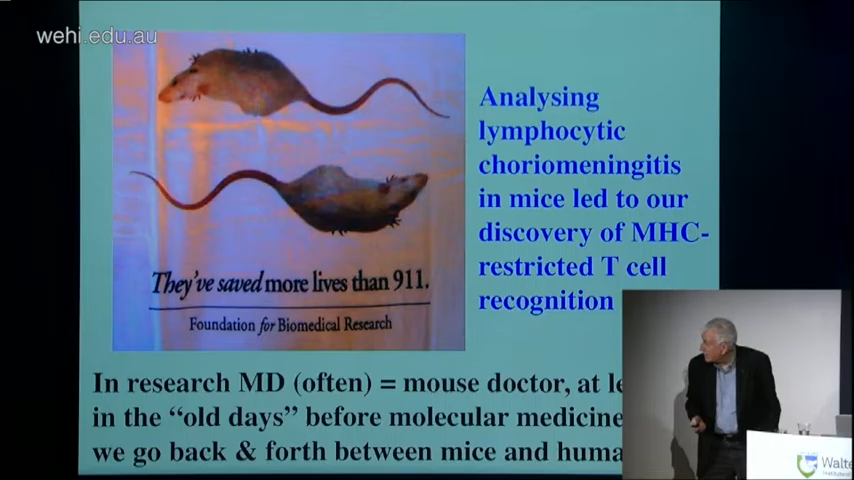 wehi.edu.au
Analysing
lymphocytic
choriomeningitis
in mice led to our
discovery of MHC-
restricted T cell
recognition
They've saved more lives than 911.
Foundation for Biomedical Research
In research MD (often) = mouse doctor, at
in the “old days” before molecular medicine
we go back & forth between mice and